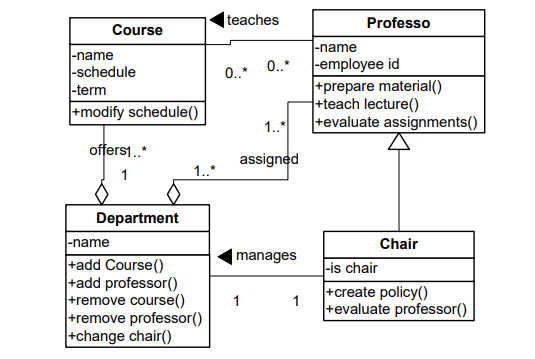 Course
-name
-schedule
-term
+modify schedule()
teaches
0..*
0..*
Professo
-name
-employee id
+prepare material()
+teach lecture()
+evaluate assignments()
offers
1..*
1
1..*
1..*
assigned
Department
-name
+add Course()
+add professor()
+remove course()
+remove professor()
+change chair()
manages
1
1
Chair
-is chair
+create policy()
+evaluate professor()